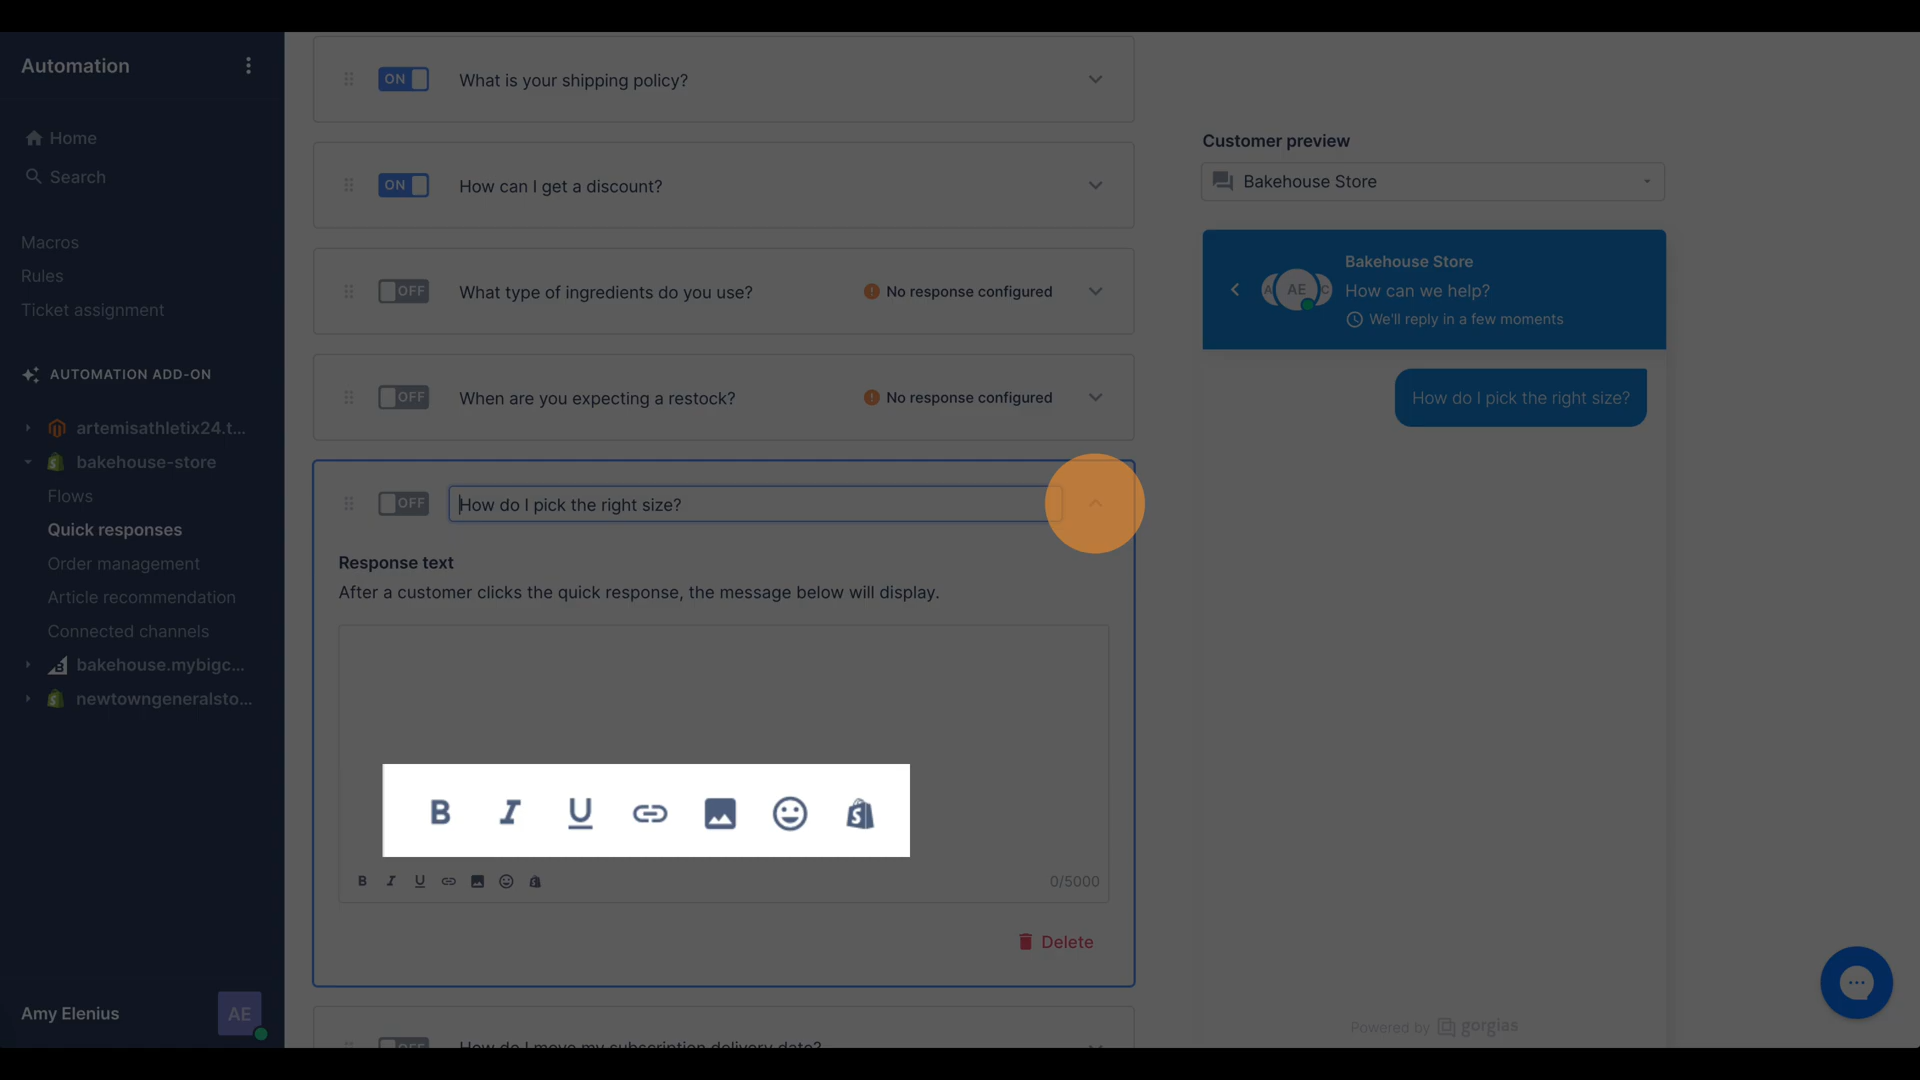 Automation
Home
Search
Macros
Rules
Ticket assignment
AUTOMATION ADD-ON
artemisathletix24.t...
bakehouse-store
Flows
Quick responses
Order management
Article recommendation
Connected channels
bakehouse.mybigc...
newtowngeneralsto...
Amy Elenius
AE
ON
What is your shipping policy?
ON
How can I get a discount?
OFF
What type of ingredients do you use?
No response configured
OFF
When are you expecting a restock?
No response configured
OFF
How do I pick the right size?
Response text
After a customer clicks the quick response, the message below will display.
B I U
B I U
0/5000
Delete
OFF
How do I move my subscription delivery date?
Customer preview
Bakehouse Store
A AE C
Bakehouse Store
How can we help?
We'll reply in a few moments
How do I pick the right size?
Powered by gorgias